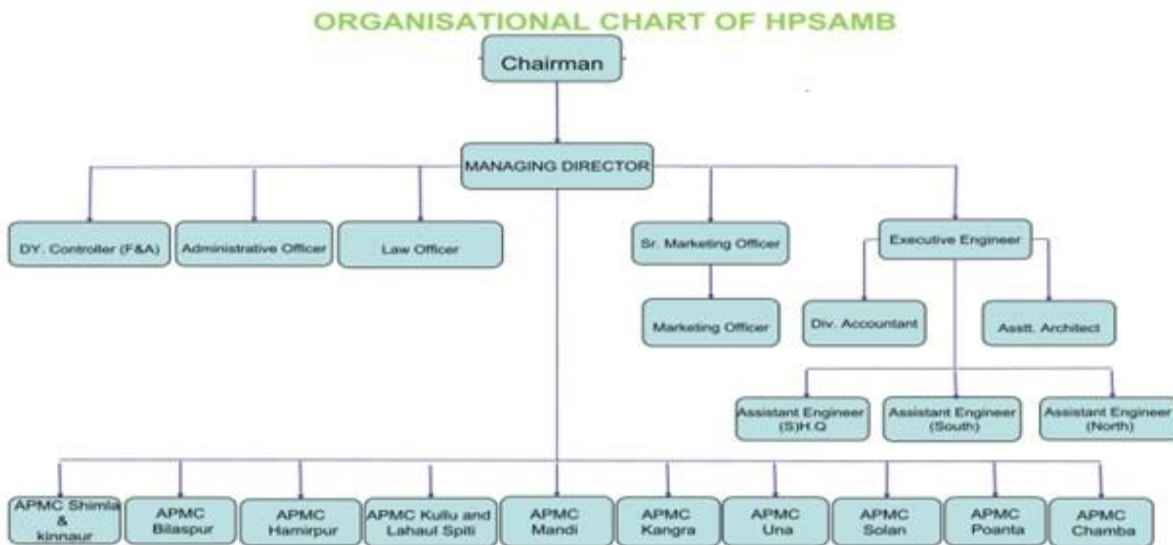 ORGANISATIONAL CHART OF HPSAMB
Chairman
MANAGING DIRECTOR
DY. Controller (F&A)
Administrative Officer
Law Officer
Sr. Marketing Officer
Executive Engineer
Marketing Officer
Div. Accountant
Asstt. Architect
Assistant Engineer
(S)H.Q
Assistant Engineer
(South)
Assistant Engineer
(North)
APMC Shimla
&
kinnaur
APMC
Bilaspur
APMC
Hamirpur
APMC Kullu and
Lahaul Spiti
APMC
Mandi
APMC
Kangra
APMC
Una
APMC
Solan
APMC
Poanta
APMC
Chamba